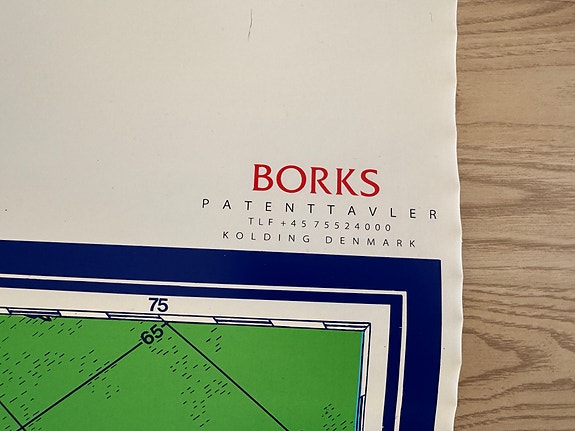 BORKS
PATENTTAVLER
TLF +45 75524000
KOLDING DENMARK
75
65